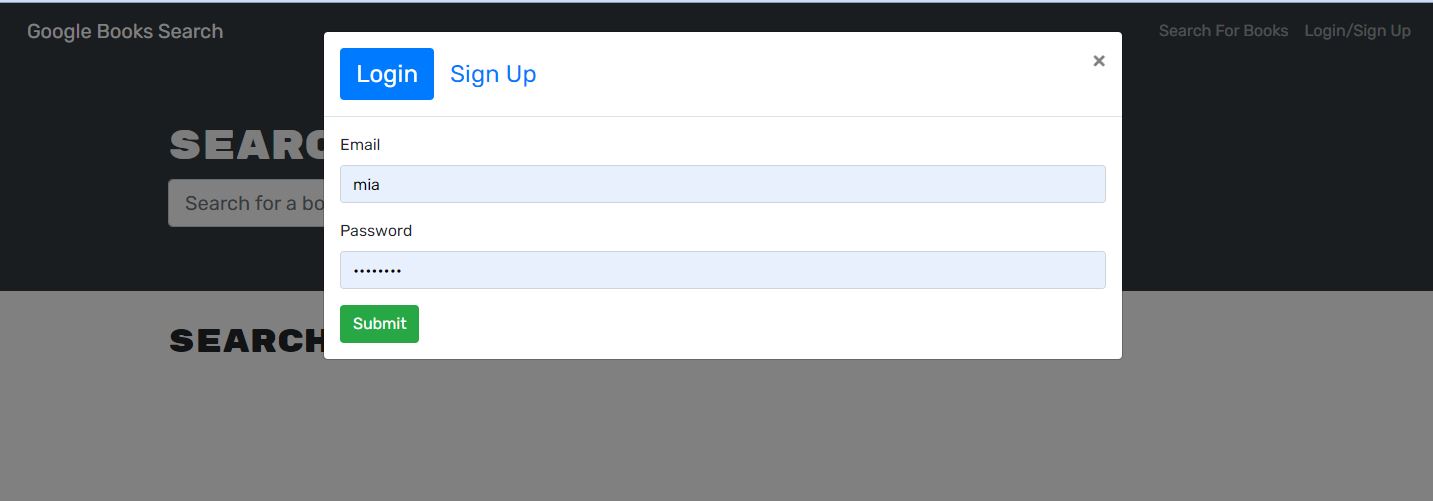 Google Books Search
Search For Books
Login/Sign Up
Login
Sign Up
×
SEARC
Search for a bo
Email
mia
Password
••••••••
Submit
SEARCH